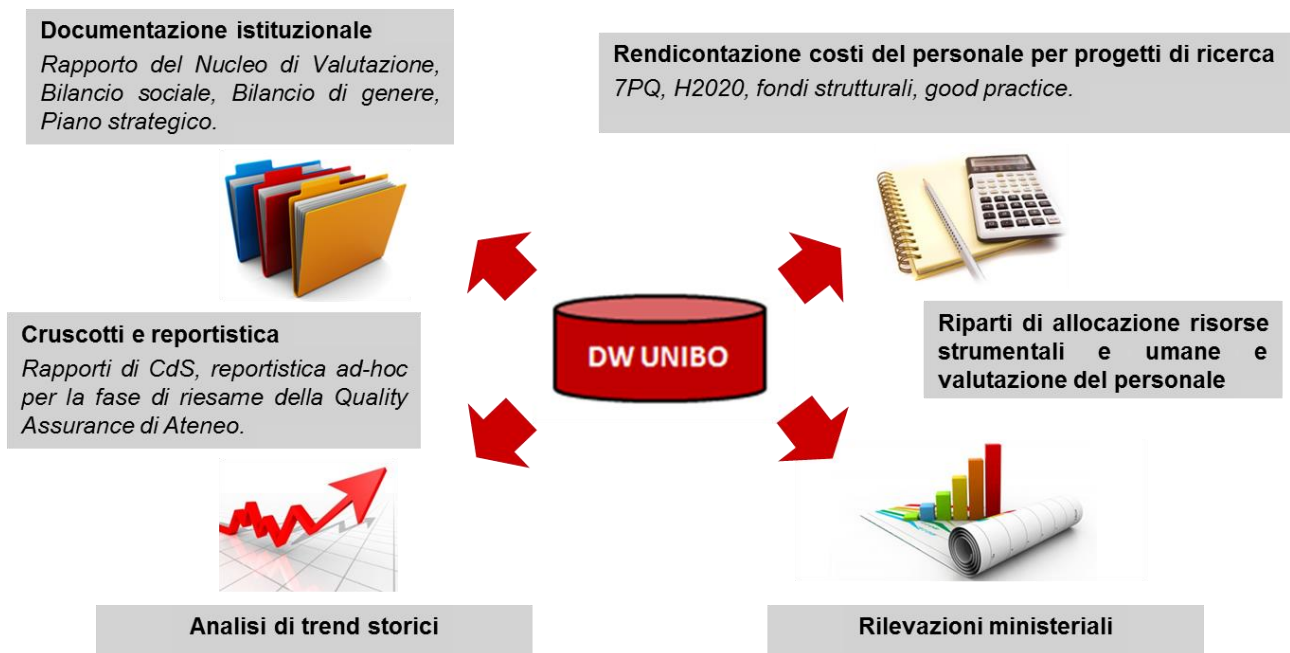 Documentazione istituzionale
Rapporto del Nucleo di Valutazione,
Bilancio sociale, Bilancio di genere,
Piano strategico.
Rendicontazione costi del personale per progetti di ricerca
7PQ, H2020, fondi strutturali, good practice.
Cruscotti e reportistica
Rapporti di CdS, reportistica ad-hoc
per la fase di riesame della Quality
Assurance di Ateneo.
DW UNIBO
Riparti di allocazione risorse
strumentali e umane e
valutazione del personale
Analisi di trend storici
Rilevazioni ministeriali